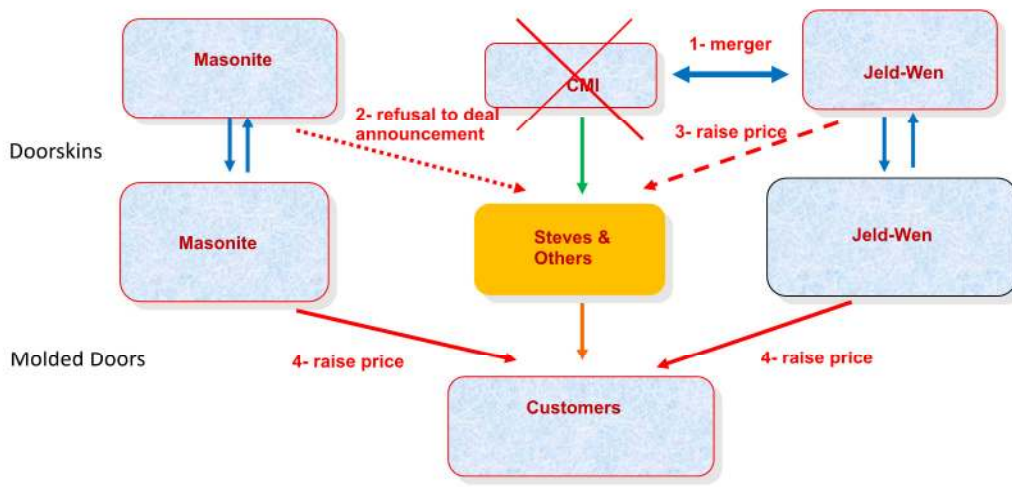 Masonite
CMI
1- merger
Jeld-Wen
2- refusal to deal
announcement
3- raise price
Doorskins
Masonite
Steves &
Others
Jeld-Wen
Molded Doors
4- raise price
4- raise price
Customers